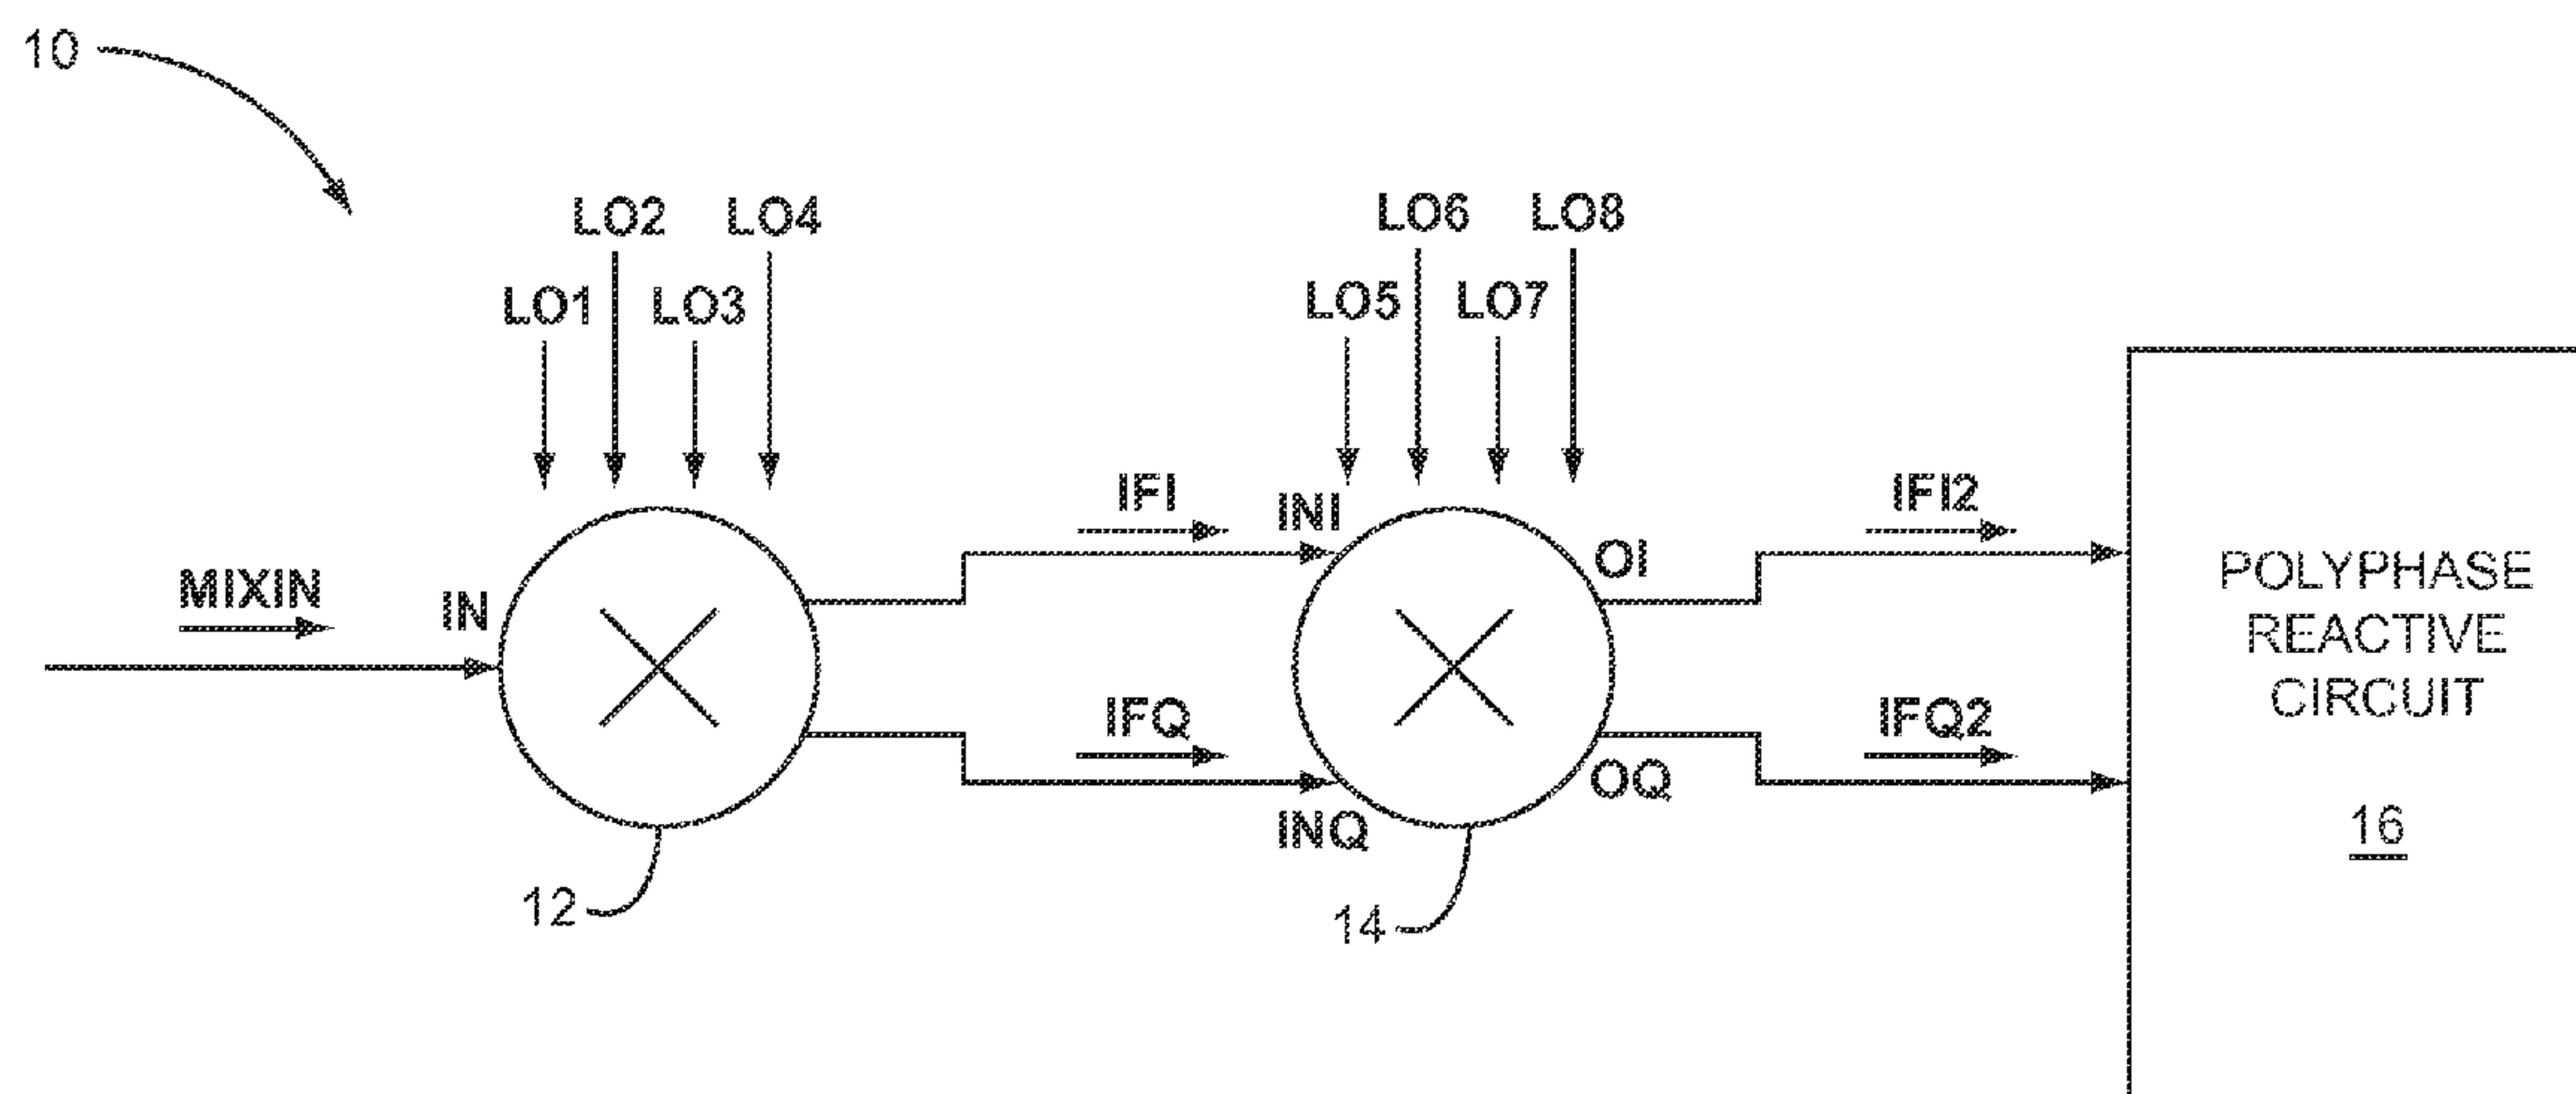 10
LO2 LO4
LO1 LO3
LO6 LO8
LO5 LO7
MIXIN
IN
IFI
INI
OI
IFI2
IFQ
INQ
OQ
IFQ2
POLYPHASE
REACTIVE
CIRCUIT
16
12
14